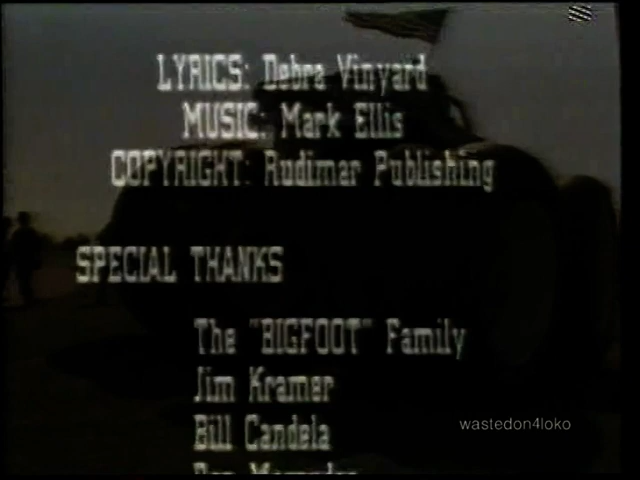 LYRICS: Debra Vinyard
MUSIC: Mark Ellis
COPYRIGHT: Rudimar Publishing
SPECIAL THANKS
The "BIGFOOT" Family
Jim Kramer
Bill Candela
wastedon4loko